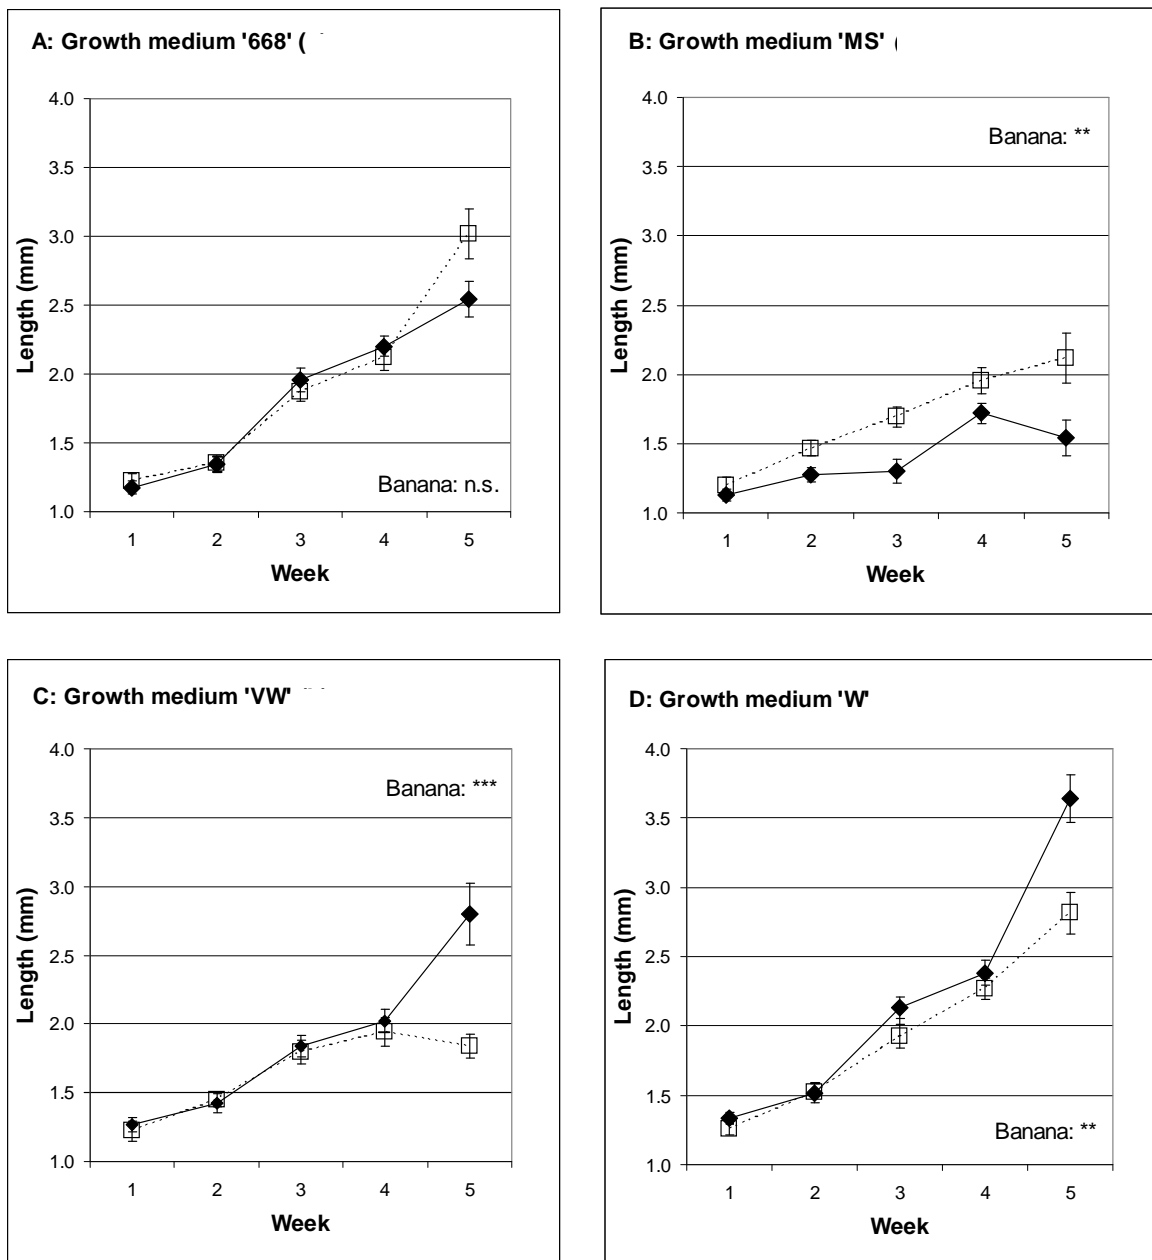 A: Growth medium '668' (
4.0
3.5
3.0
2.5
2.0
1.5
1.0
Length (mm)
Banana: n.s.
1 2 3 4 5
Week
B: Growth medium 'MS' (
4.0
3.5
3.0
2.5
2.0
1.5
1.0
Length (mm)
Banana: **
1 2 3 4 5
Week
C: Growth medium 'VW'
4.0
3.5
3.0
2.5
2.0
1.5
1.0
Length (mm)
Banana: ***
1 2 3 4 5
Week
D: Growth medium 'W'
4.0
3.5
3.0
2.5
2.0
1.5
1.0
Length (mm)
Banana: **
1 2 3 4 5
Week